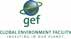 gef
GLOBAL ENVIRONMENT FACILITY
INVESTING IN OUR PLANET